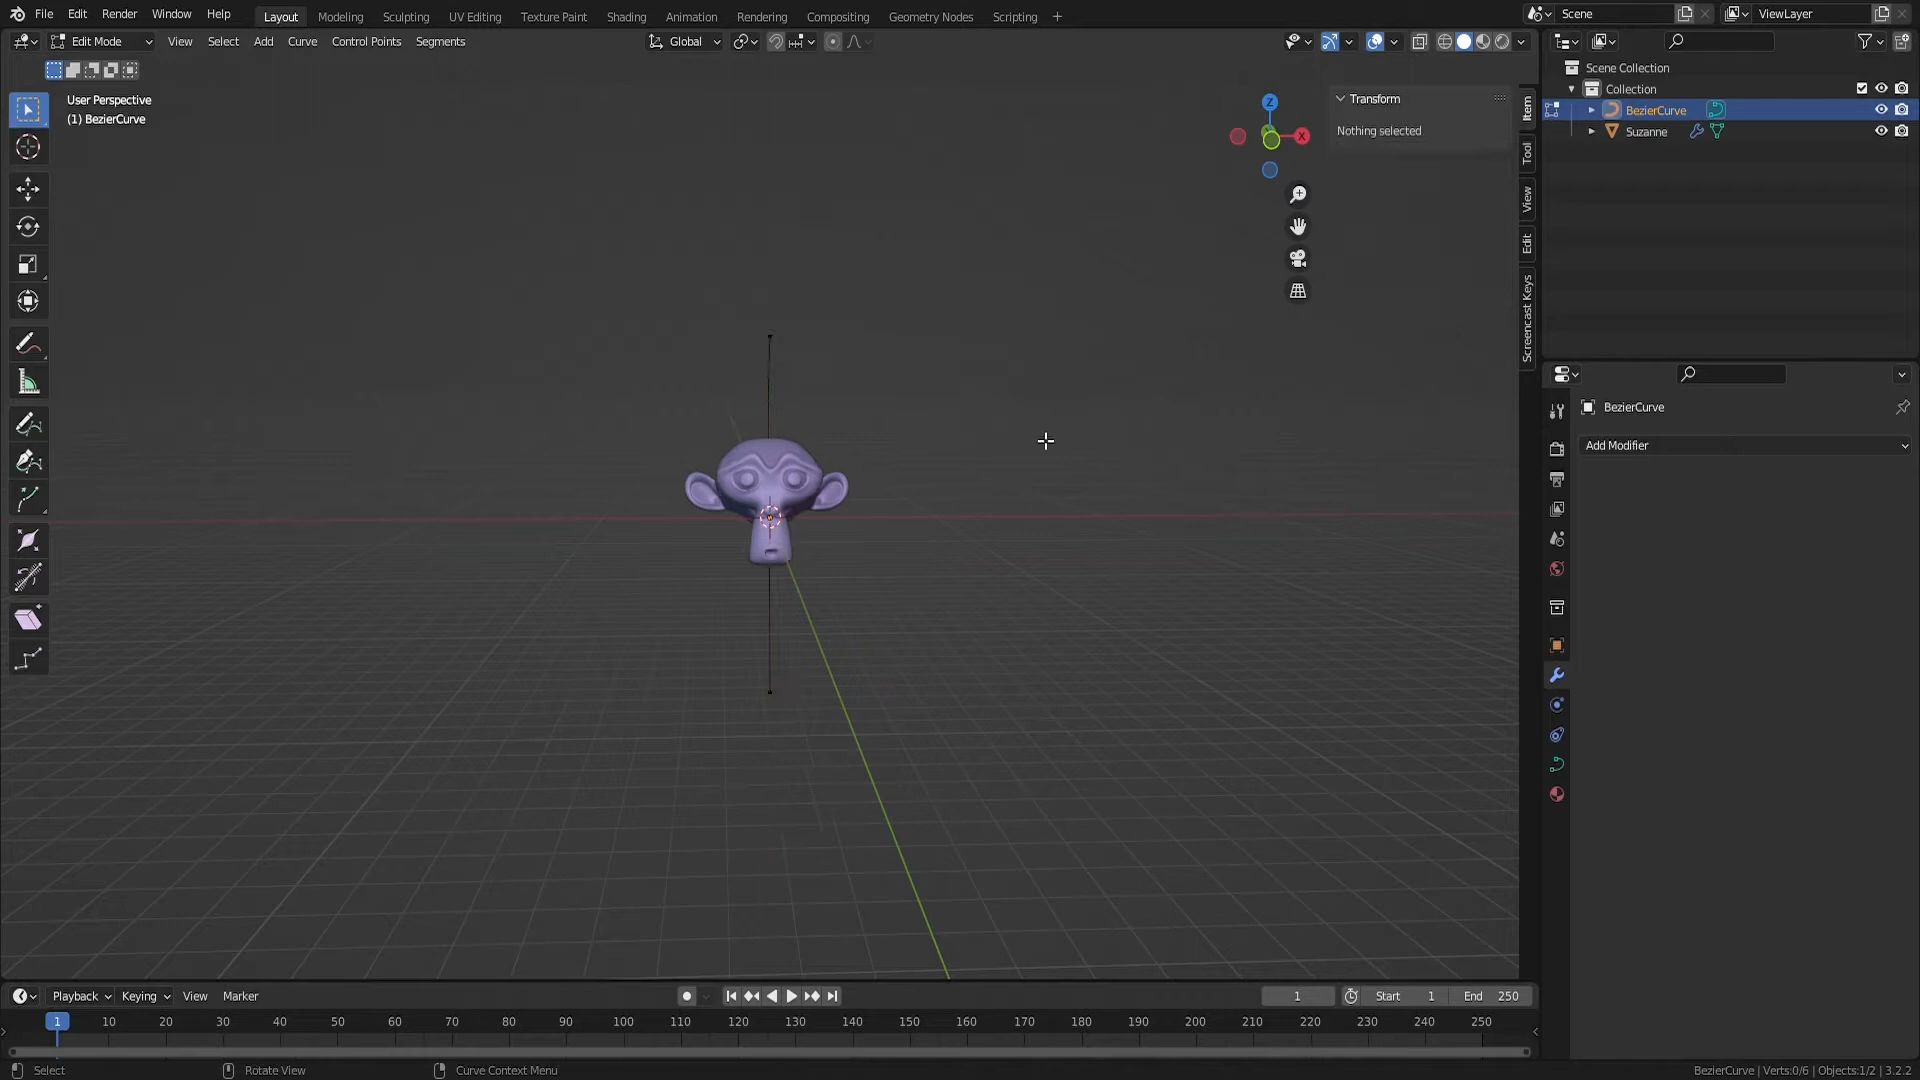 File Edit Render Window Help Layout Modeling Sculpting UV Editing Texture Paint Shading Animation Rendering Compositing Geometry Nodes Scripting + Scene ViewLayer
Edit Mode View Select Add Curve Control Points Segments Global
Scene Collection
Collection
BezierCurve
Suzanne
User Perspective
(1) BezierCurve
Z
X
Transform
Nothing selected
Item
Tool
View
Edit
Screencast Keys
BezierCurve
Add Modifier
Playback Keying View Marker 1 Start 1 End 250
1 10 20 30 40 50 60 70 80 90 100 110 120 130 140 150 160 170 180 190 200 210 220 230 240 250
Select Rotate View Curve Context Menu BezierCurve | Verts:0/6 | Objects:1/2 | 3.2.2